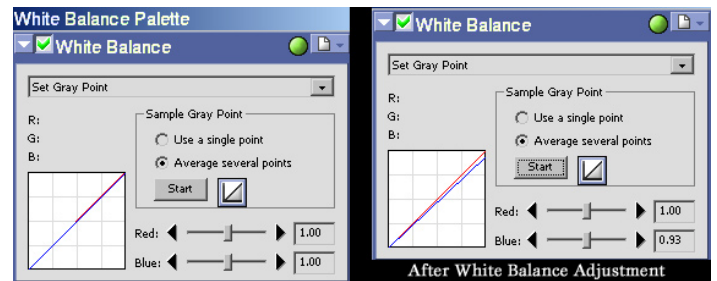 White Balance Palette
White Balance
Set Gray Point
R:
G:
B:
Sample Gray Point
Use a single point
Average several points
Start
Red:
1.00
Blue:
1.00
White Balance
Set Gray Point
R:
G:
B:
Sample Gray Point
Use a single point
Average several points
Start
Red:
1.00
Blue:
0.93
After White Balance Adjustment